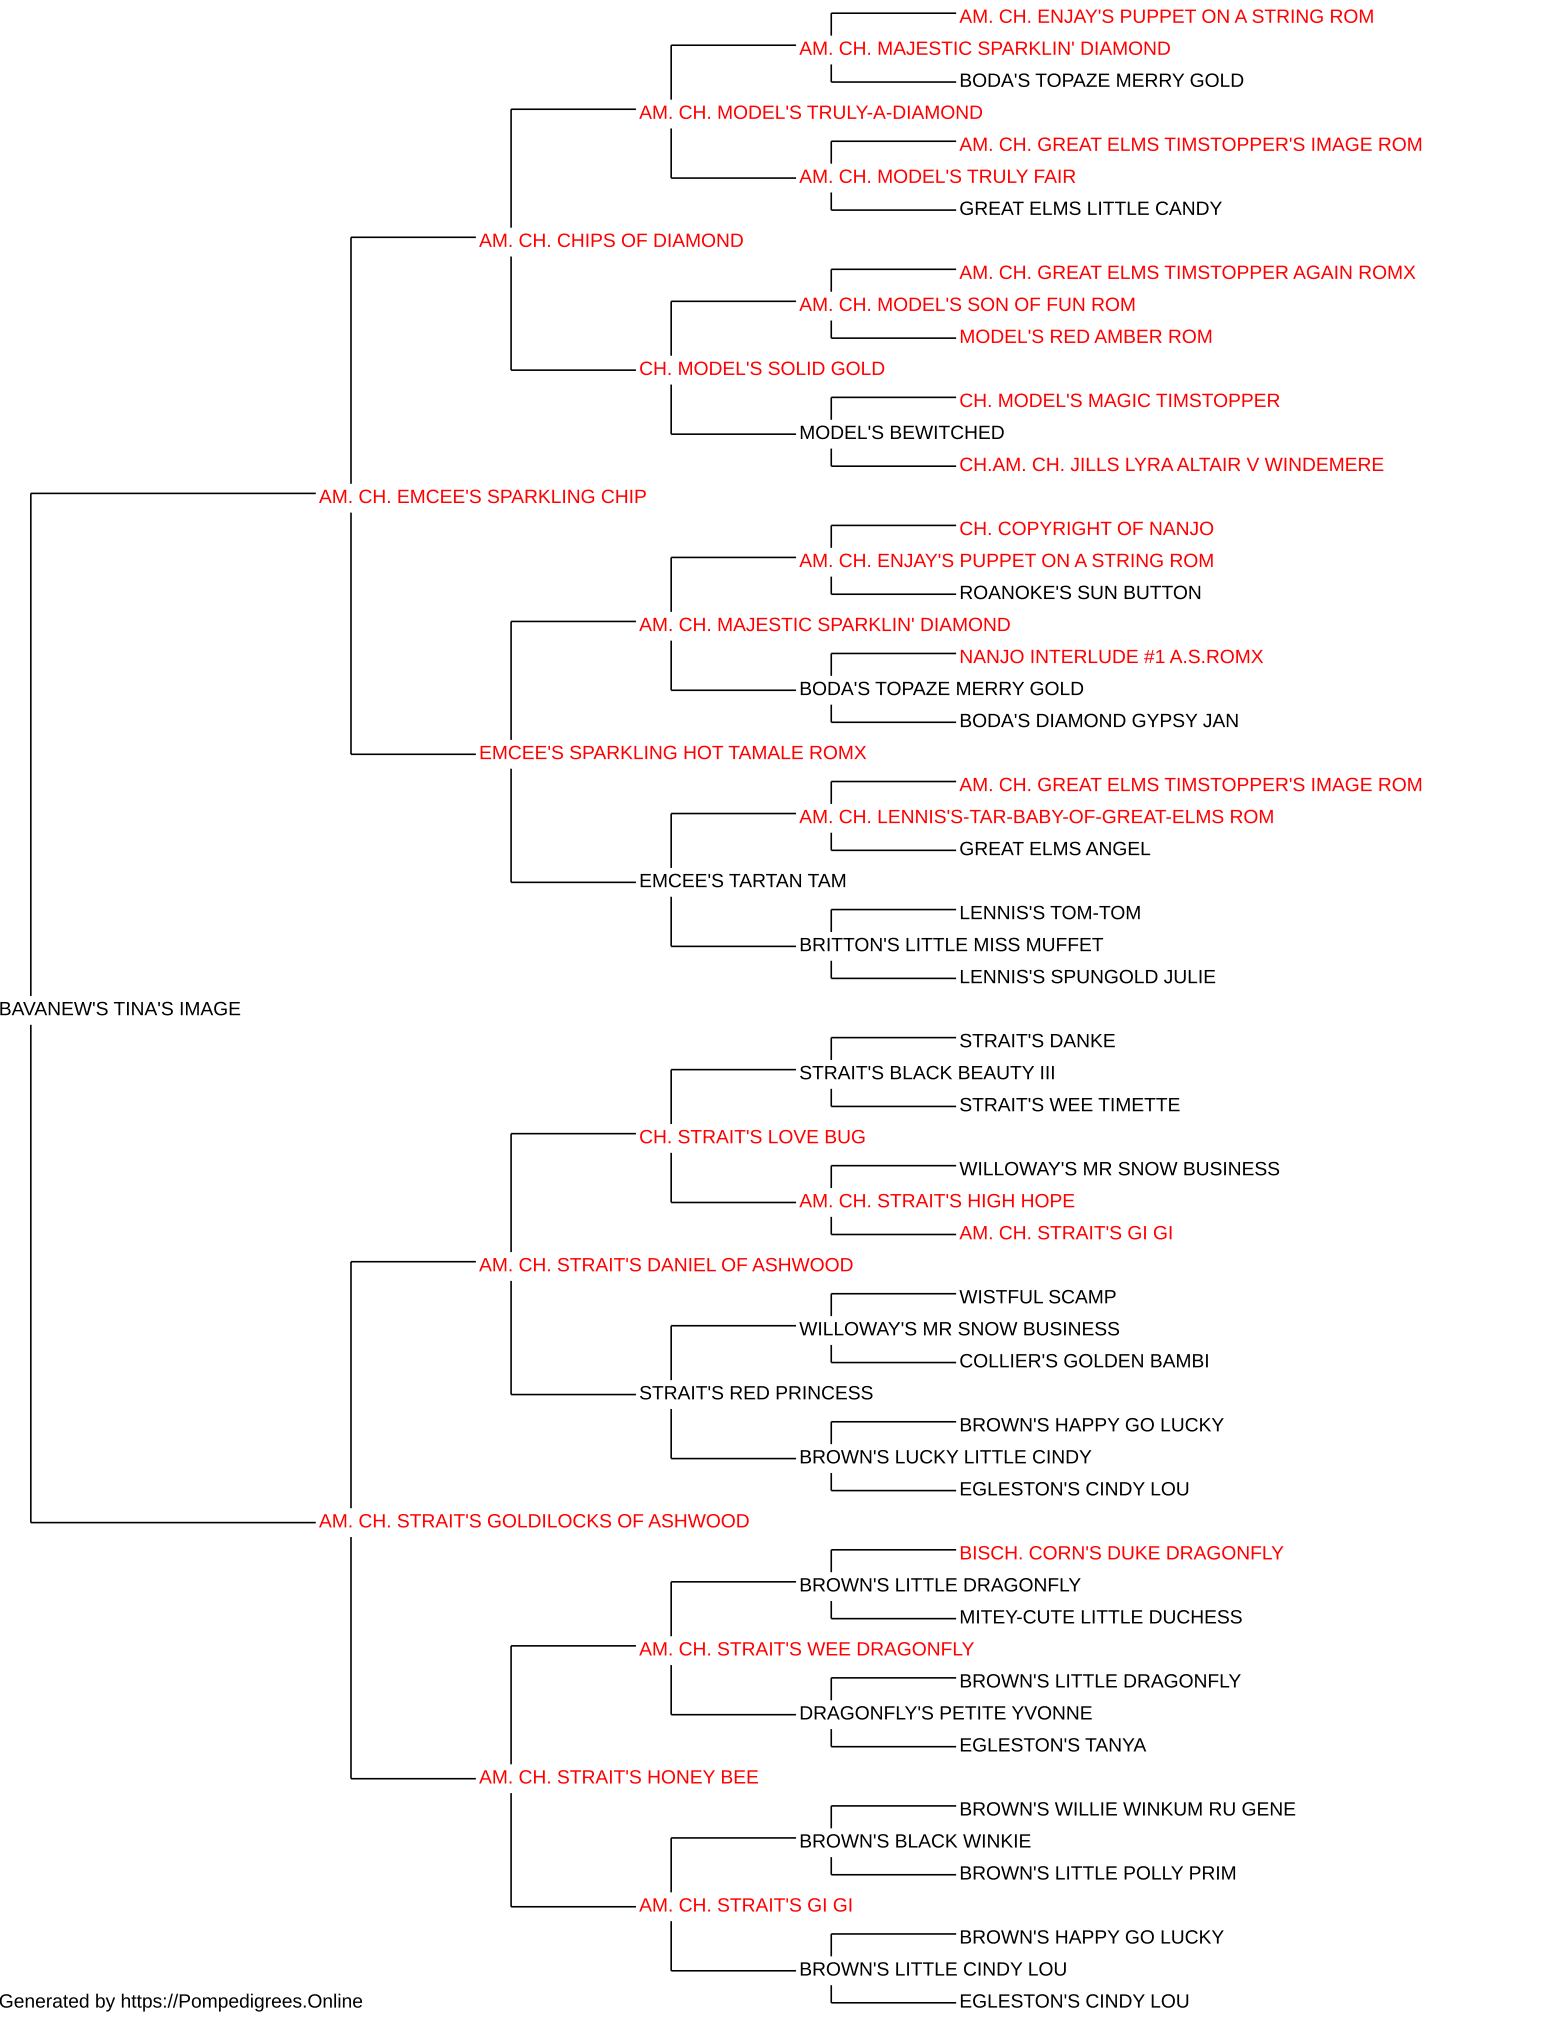 AM. CH. ENJAY'S PUPPET ON A STRING ROM
AM. CH. MAJESTIC SPARKLIN' DIAMOND
BODA'S TOPAZE MERRY GOLD
AM. CH. MODEL'S TRULY-A-DIAMOND
AM. CH. GREAT ELMS TIMSTOPPER'S IMAGE ROM
AM. CH. MODEL'S TRULY FAIR
GREAT ELMS LITTLE CANDY
AM. CH. CHIPS OF DIAMOND
AM. CH. GREAT ELMS TIMSTOPPER AGAIN ROMX
AM. CH. MODEL'S SON OF FUN ROM
MODEL'S RED AMBER ROM
CH. MODEL'S SOLID GOLD
CH. MODEL'S MAGIC TIMSTOPPER
MODEL'S BEWITCHED
CH.AM. CH. JILLS LYRA ALTAIR V WINDEMERE
AM. CH. EMCEE'S SPARKLING CHIP
CH. COPYRIGHT OF NANJO
AM. CH. ENJAY'S PUPPET ON A STRING ROM
ROANOKE'S SUN BUTTON
AM. CH. MAJESTIC SPARKLIN' DIAMOND
NANJO INTERLUDE #1 A.S.ROMX
BODA'S TOPAZE MERRY GOLD
BODA'S DIAMOND GYPSY JAN
EMCEE'S SPARKLING HOT TAMALE ROMX
AM. CH. GREAT ELMS TIMSTOPPER'S IMAGE ROM
AM. CH. LENNIS'S-TAR-BABY-OF-GREAT-ELMS ROM
GREAT ELMS ANGEL
EMCEE'S TARTAN TAM
LENNIS'S TOM-TOM
BRITTON'S LITTLE MISS MUFFET
LENNIS'S SPUNGOLD JULIE
BAVANEW'S TINA'S IMAGE
STRAIT'S DANKE
STRAIT'S BLACK BEAUTY III
STRAIT'S WEE TIMETTE
CH. STRAIT'S LOVE BUG
WILLOWAY'S MR SNOW BUSINESS
AM. CH. STRAIT'S HIGH HOPE
AM. CH. STRAIT'S GI GI
AM. CH. STRAIT'S DANIEL OF ASHWOOD
WISTFUL SCAMP
WILLOWAY'S MR SNOW BUSINESS
COLLIER'S GOLDEN BAMBI
STRAIT'S RED PRINCESS
BROWN'S HAPPY GO LUCKY
BROWN'S LUCKY LITTLE CINDY
EGLESTON'S CINDY LOU
AM. CH. STRAIT'S GOLDILOCKS OF ASHWOOD
BISCH. CORN'S DUKE DRAGONFLY
BROWN'S LITTLE DRAGONFLY
MITEY-CUTE LITTLE DUCHESS
AM. CH. STRAIT'S WEE DRAGONFLY
BROWN'S LITTLE DRAGONFLY
DRAGONFLY'S PETITE YVONNE
EGLESTON'S TANYA
AM. CH. STRAIT'S HONEY BEE
BROWN'S WILLIE WINKUM RU GENE
BROWN'S BLACK WINKIE
BROWN'S LITTLE POLLY PRIM
AM. CH. STRAIT'S GI GI
BROWN'S HAPPY GO LUCKY
BROWN'S LITTLE CINDY LOU
EGLESTON'S CINDY LOU
Generated by https://Pompedigrees.Online